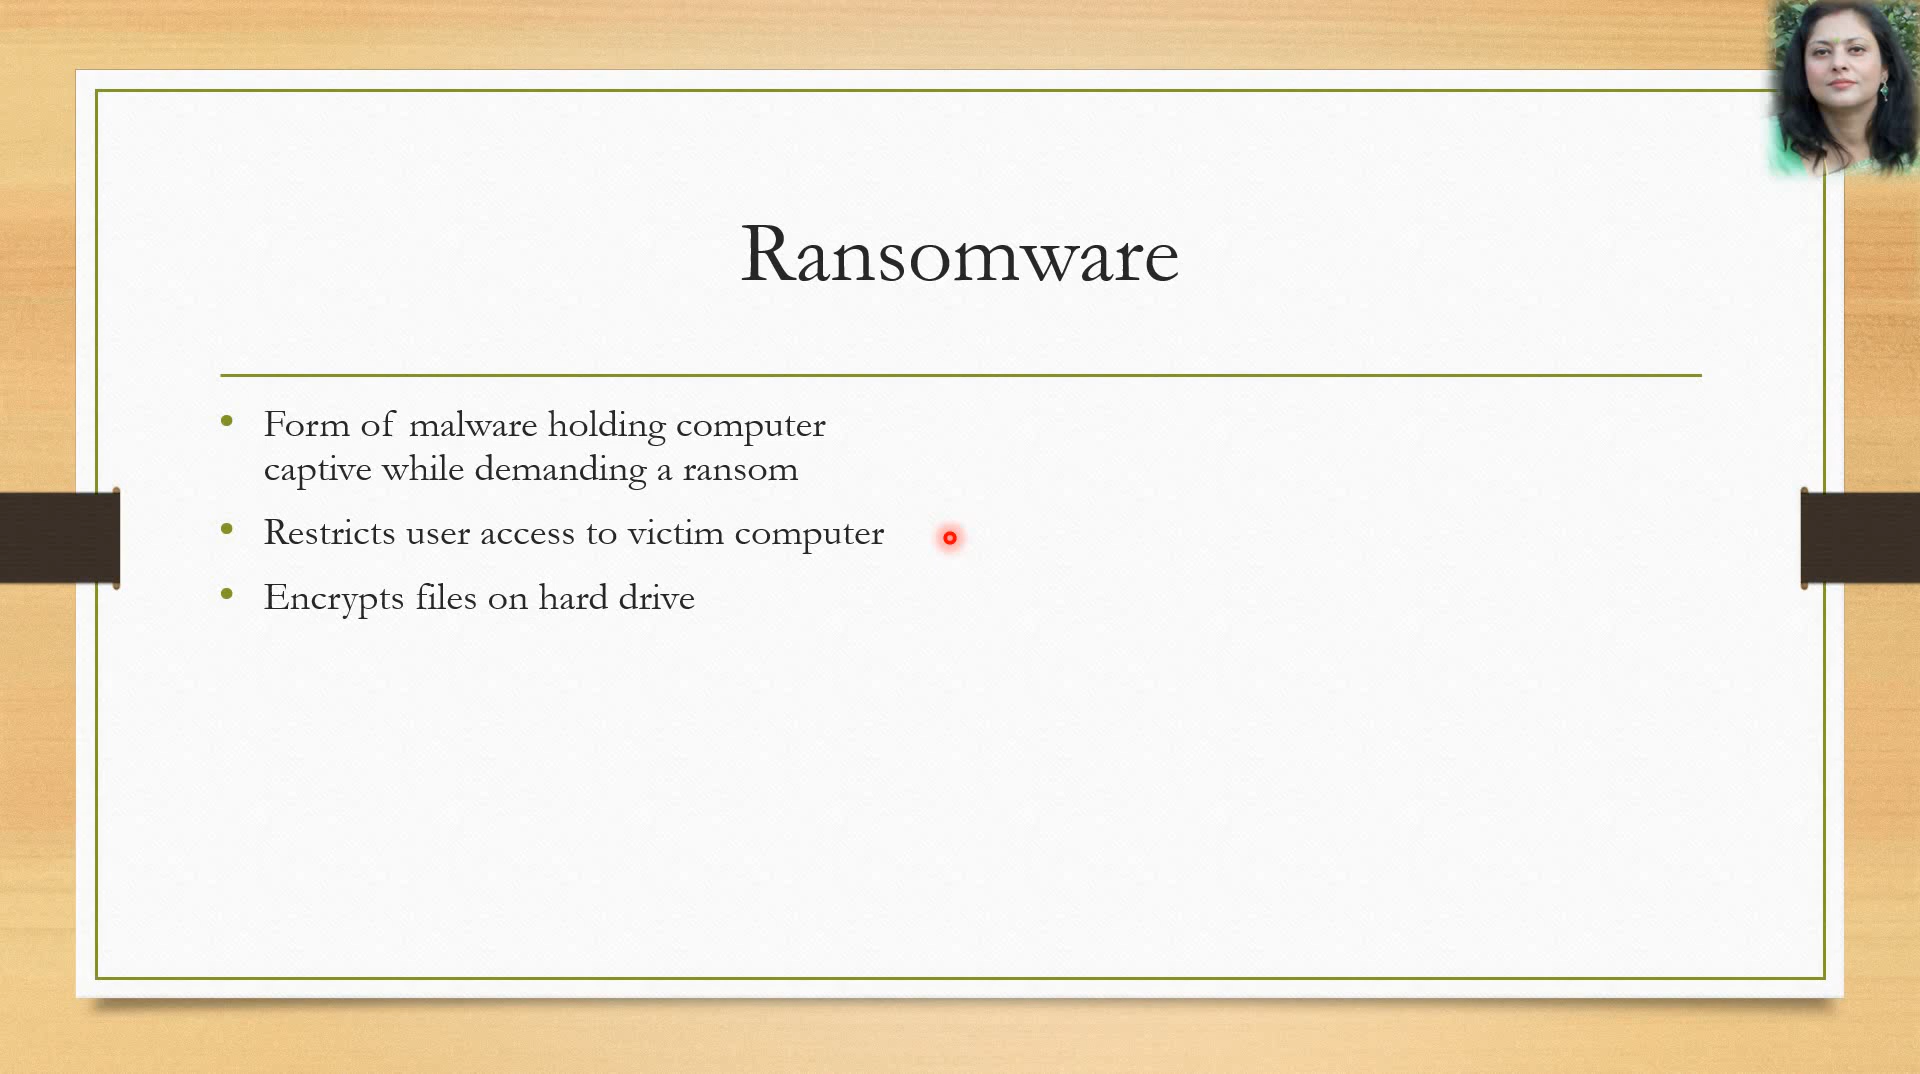 Ransomware
• Form of malware holding computer
captive while demanding a ransom
• Restricts user access to victim computer
• Encrypts files on hard drive